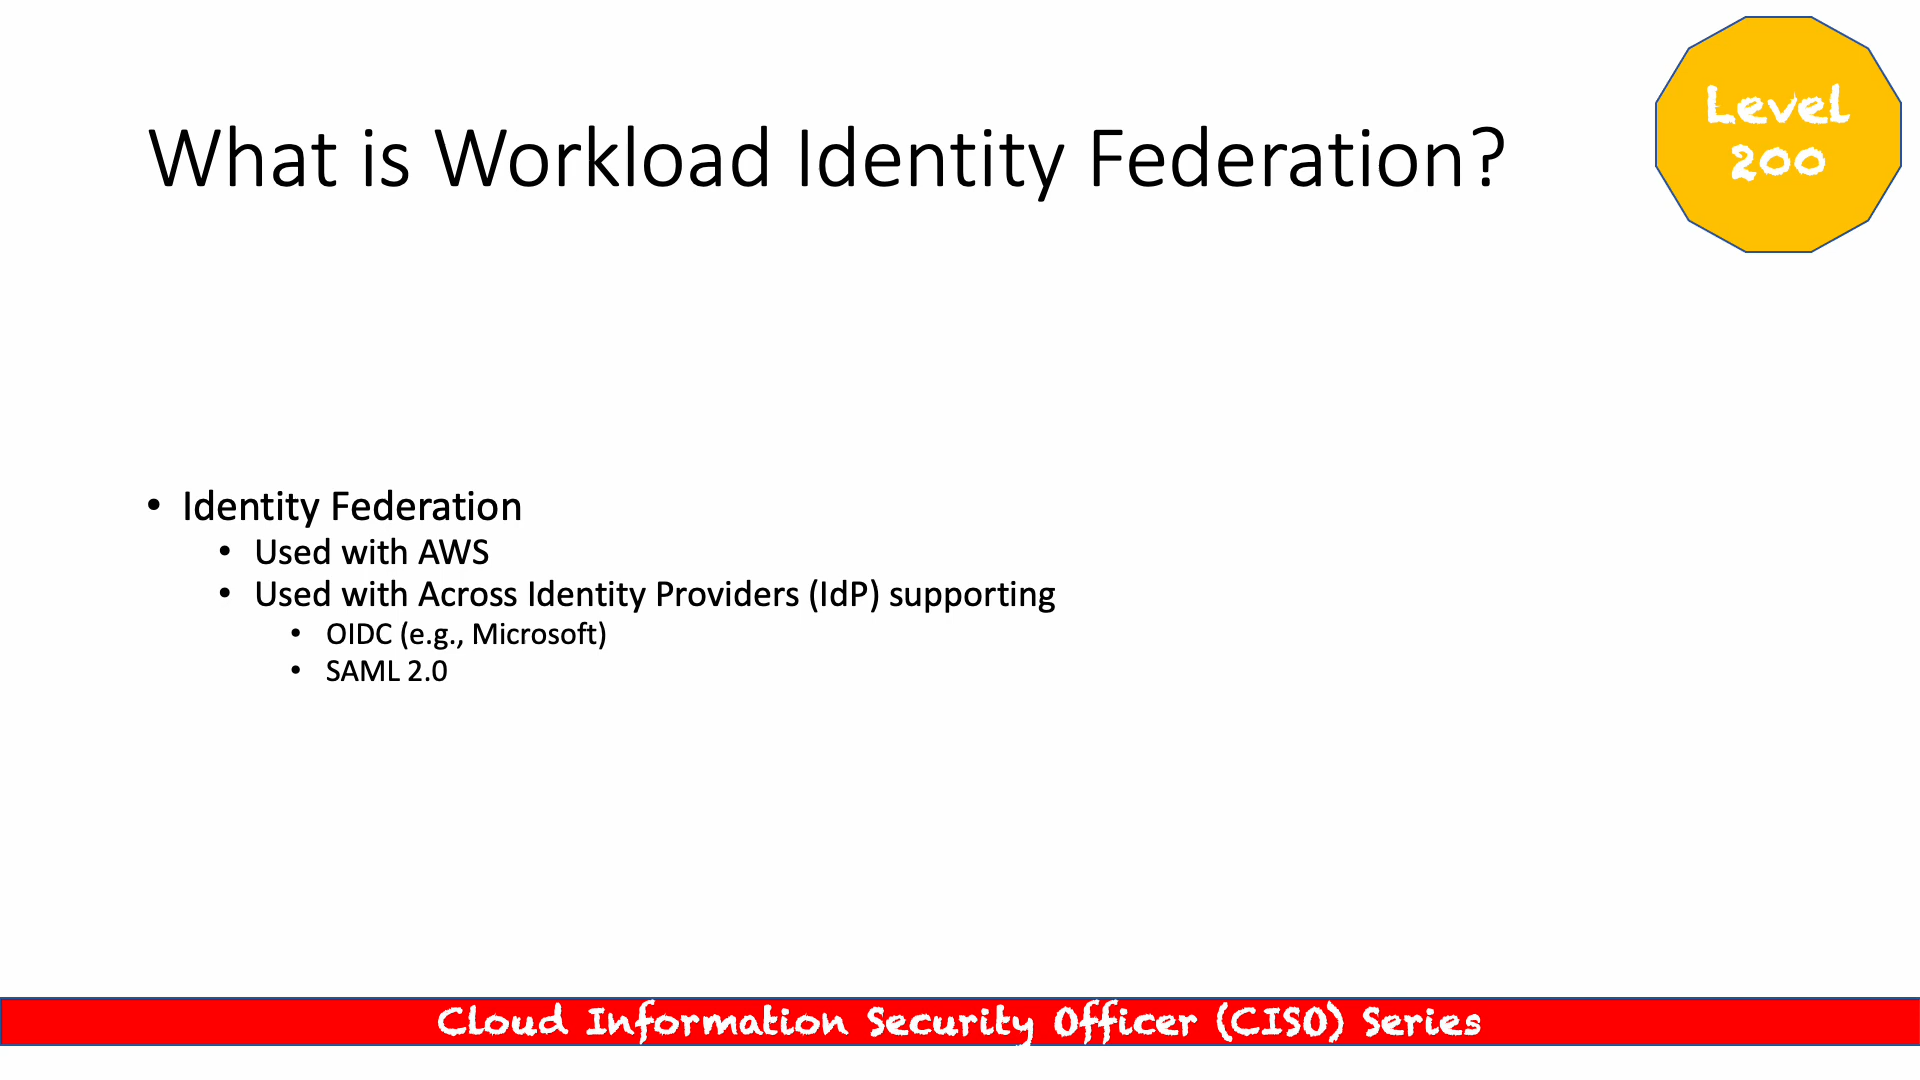 What is Workload Identity Federation?
Level
200
• Identity Federation
• Used with AWS
• Used with Across Identity Providers (IdP) supporting
• OIDC (e.g., Microsoft)
• SAML 2.0
Cloud Information Security Officer (CISO) Series